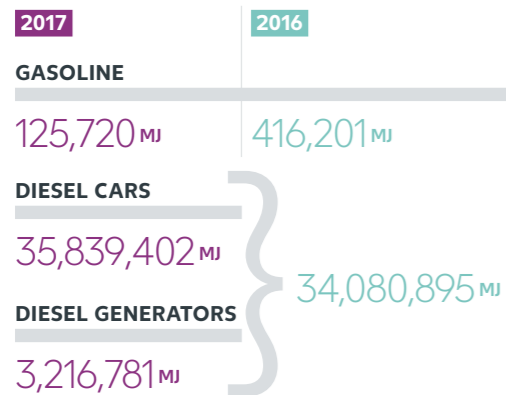 2017 2016
GASOLINE
125,720 MJ 416,201 MJ
DIESEL CARS
35,839,402 MJ
34,080,895 MJ
DIESEL GENERATORS
3,216,781 MJ